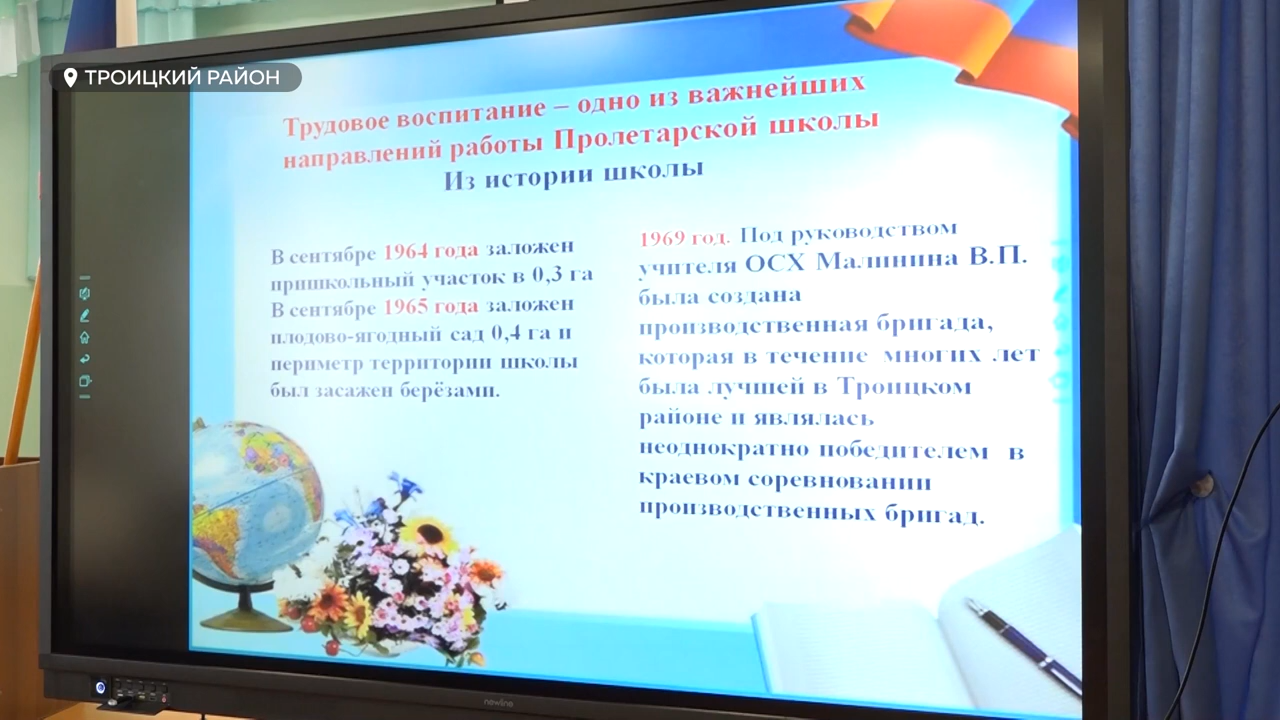 ТРОИЦКИЙ РАЙОН
Трудовое воспитание – одно из важнейших
направлений работы Пролетарской школы
Из истории школы
В сентябре 1964 года заложен
пришкольный участок в 0,3 га
В сентябре 1965 года заложен
плодово-ягодный сад 0,4 га и
периметр территории школы
был засажен берёзами.
1969 год. Под руководством
учителя ОСХ Малинина В.П.
была создана
производственная бригада,
которая в течение многих лет
была лучшей в Троицком
районе и являлась
неоднократно победителем в
краевом соревновании
производственных бригад.
newline